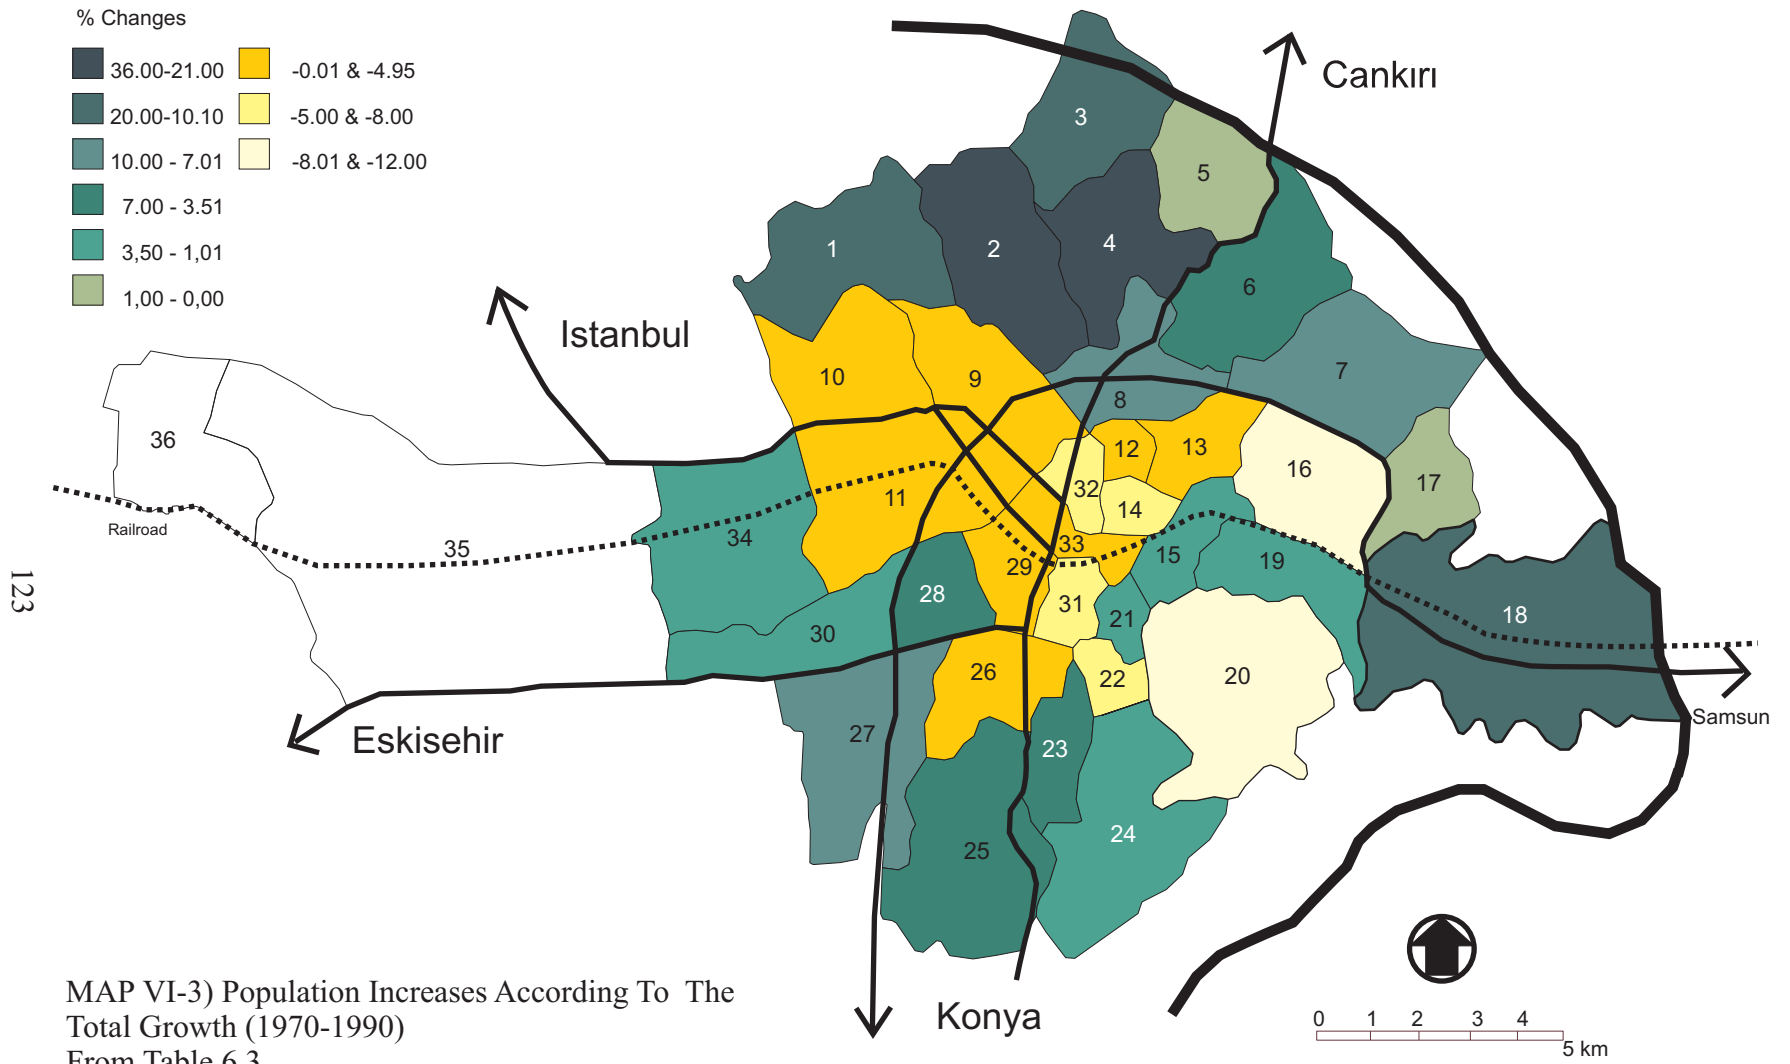 % Changes
36.00-21.00
20.00-10.10
10.00 - 7.01
7.00 - 3.51
3,50 - 1,01
1,00 - 0,00
-0.01 & -4.95
-5.00 & -8.00
-8.01 & -12.00
Cankırı
Istanbul
Eskisehir
Konya
Samsun
Railroad
3
5
1
2
4
6
10
9
7
8
36
12
13
16
17
11
32
14
35
34
33
15
19
29
28
31
21
18
30
26
22
20
27
23
24
25
123
MAP VI-3) Population Increases According To The
Total Growth (1970-1990)
From Table 6.3
0 1 2 3 4
5 km